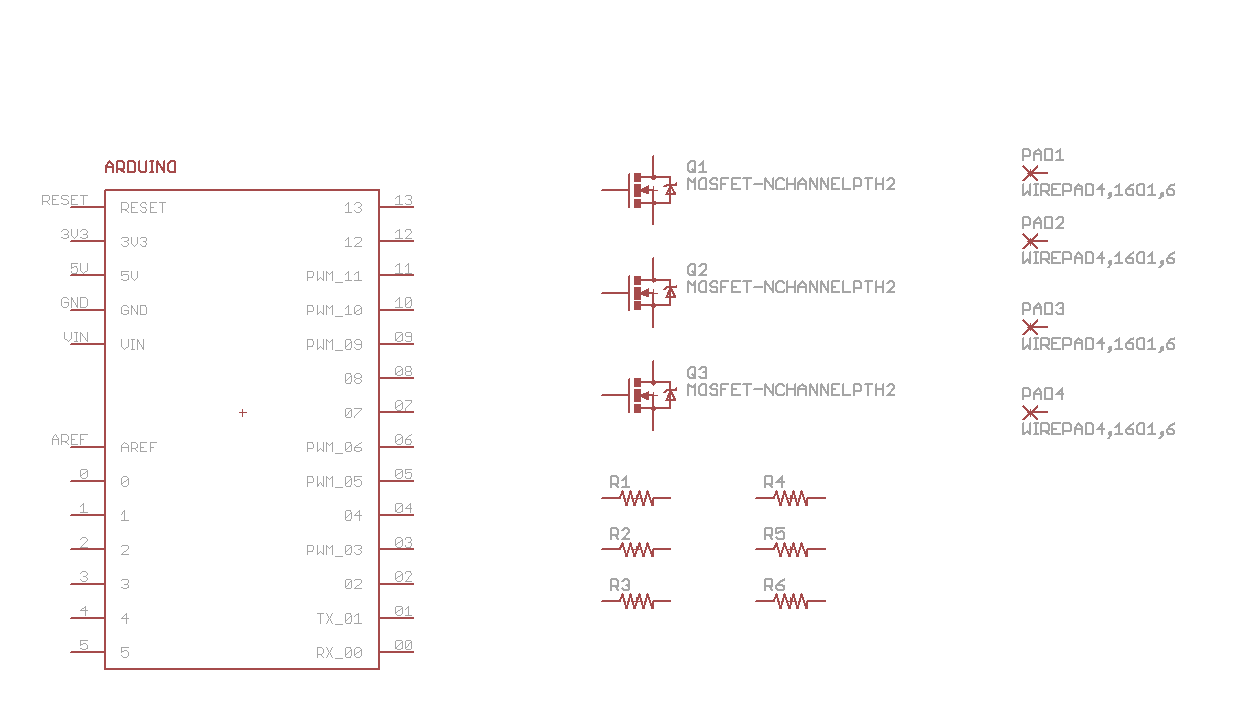 ARDUINO
RESET RESET 13 13
3V3 3V3 12 12
5V 5V PWM_11 11
GND GND PWM_10 10
VIN VIN PWM_09 09
08 08
07 07
AREF AREF PWM_06 06
0 0 PWM_05 05
1 1 04 04
2 2 PWM_03 03
3 3 02 02
4 4 TX_01 01
5 5 RX_00 00
Q1
MOSFET-NCHANNELPTH2
Q2
MOSFET-NCHANNELPTH2
Q3
MOSFET-NCHANNELPTH2
R1 R4
R2 R5
R3 R6
PAD1
WIREPAD4,16O1,6
PAD2
WIREPAD4,16O1,6
PAD3
WIREPAD4,16O1,6
PAD4
WIREPAD4,16O1,6